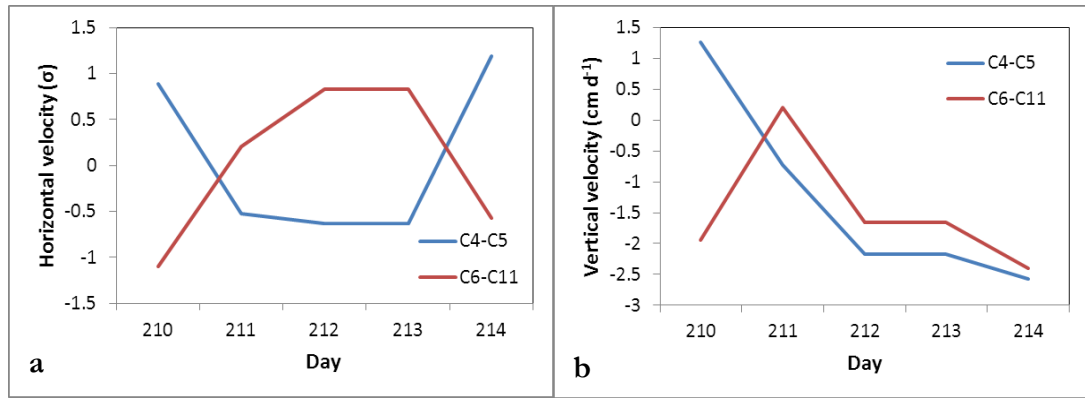 Horizontal velocity (σ)
1.5
1
0.5
0
-0.5
-1
-1.5
C4-C5
C6-C11
210 211 212 213 214
Day
a
Vertical velocity (cm d⁻¹)
1.5
1
0.5
0
-0.5
-1
-1.5
-2
-2.5
-3
C4-C5
C6-C11
210 211 212 213 214
Day
b